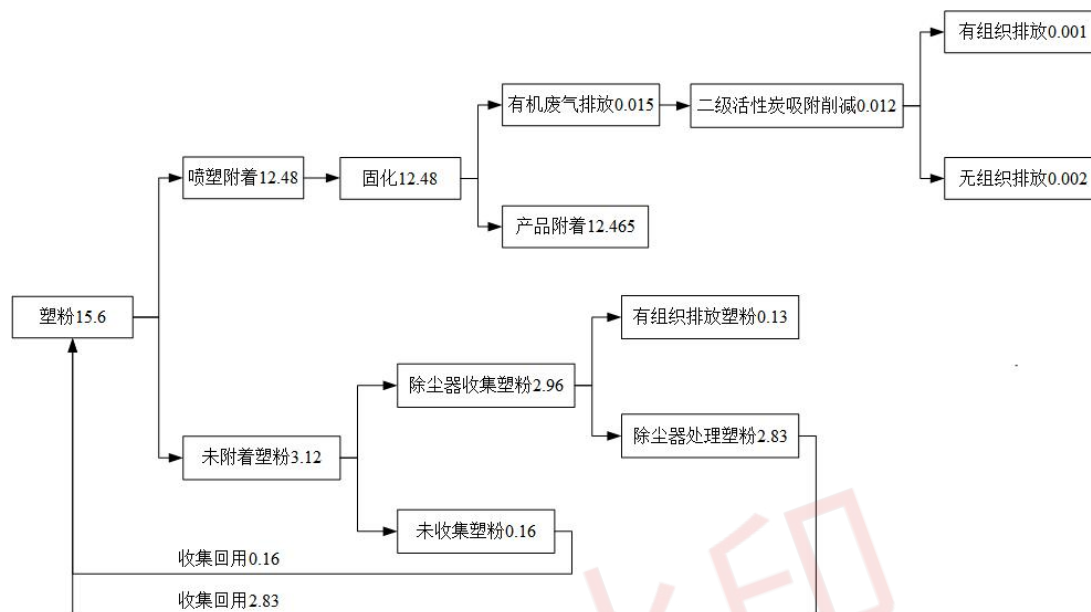 有组织排放0.001
有机废气排放0.015
二级活性炭吸附削减0.012
喷塑附着12.48
固化12.48
无组织排放0.002
产品附着12.465
塑粉15.6
有组织排放塑粉0.13
除尘器收集塑粉2.96
除尘器处理塑粉2.83
未附着塑粉3.12
未收集塑粉0.16
收集回用0.16
收集回用2.83
水印